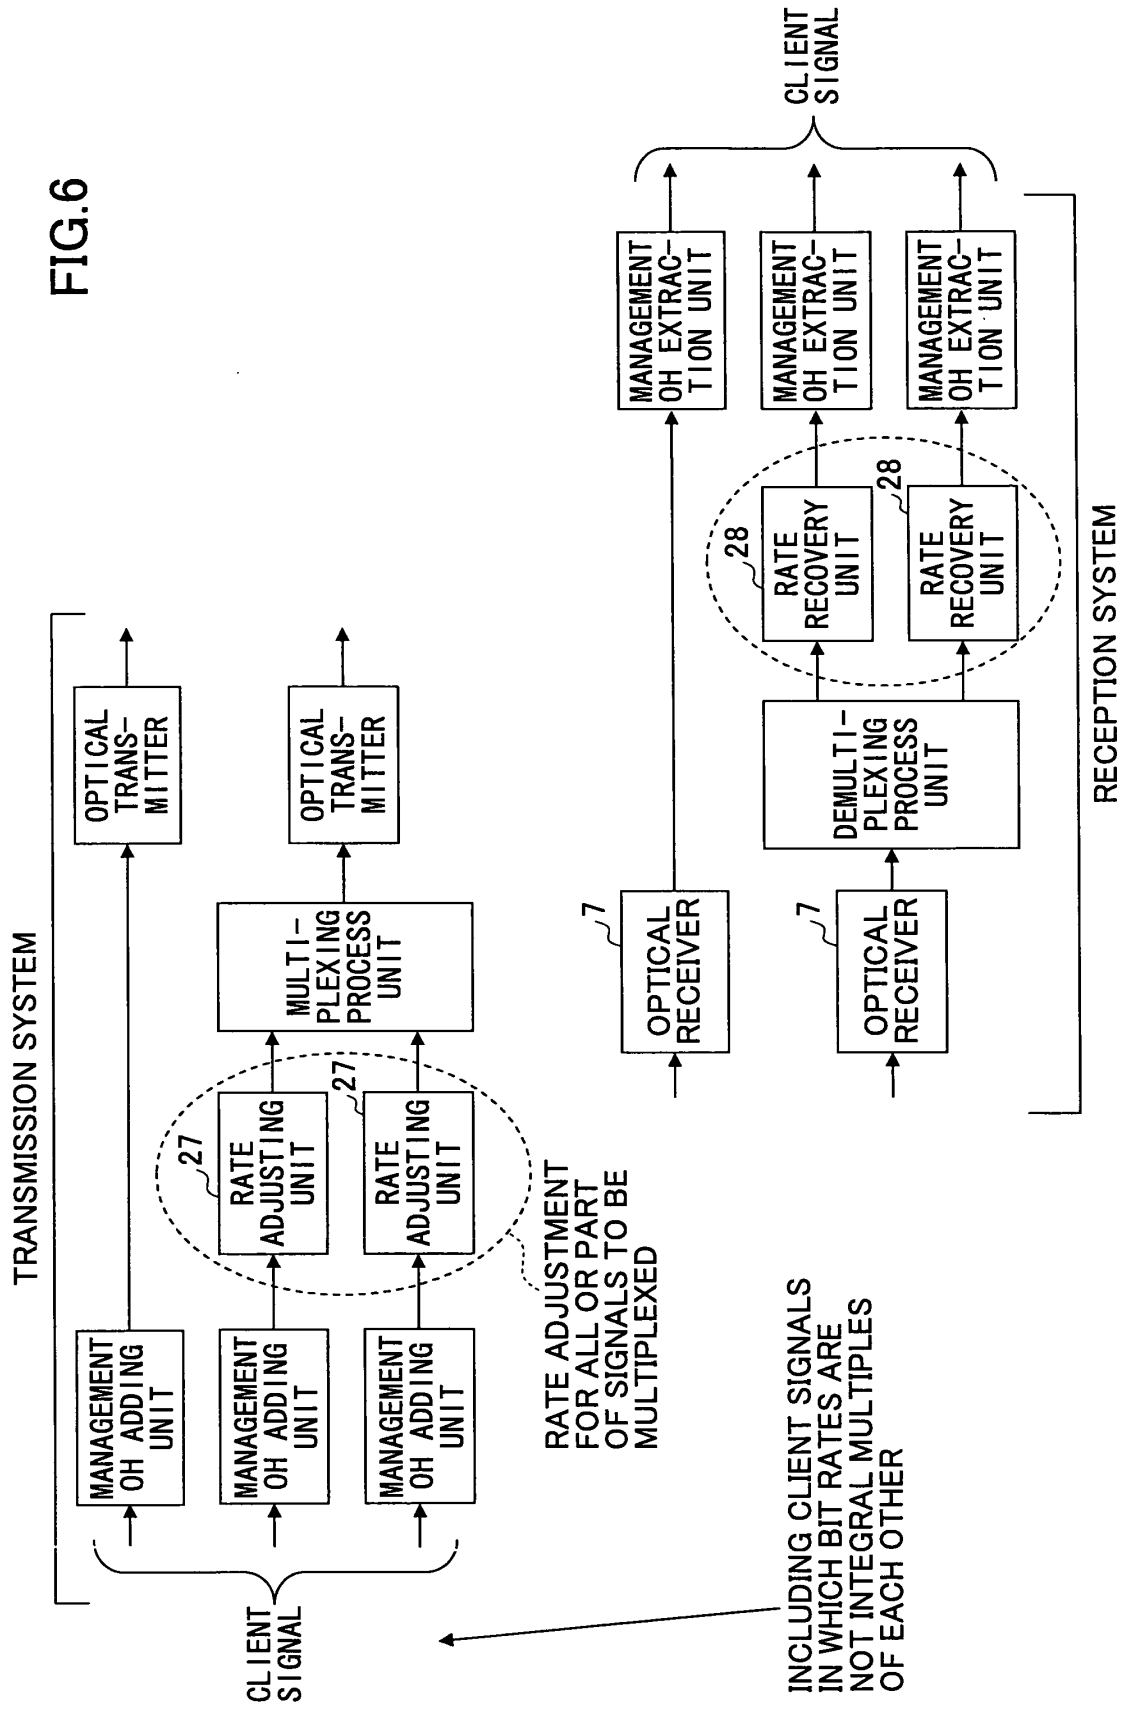 FIG.6
TRANSMISSION SYSTEM
CLIENT
SIGNAL
MANAGEMENT
OH ADDING
UNIT
OPTICAL
TRANS-
MITTER
MANAGEMENT
OH ADDING
UNIT
27
RATE
ADJUSTING
UNIT
MULTI-
PLEXING
PROCESS
UNIT
OPTICAL
TRANS-
MITTER
MANAGEMENT
OH ADDING
UNIT
27
RATE
ADJUSTING
UNIT
RATE ADJUSTMENT
FOR ALL OR PART
OF SIGNALS TO BE
MULTIPLEXED
INCLUDING CLIENT SIGNALS
IN WHICH BIT RATES ARE
NOT INTEGRAL MULTIPLES
OF EACH OTHER
7
OPTICAL
RECEIVER
MANAGEMENT
OH EXTRAC-
TION UNIT
7
OPTICAL
RECEIVER
DEMULTI-
PLEXING
PROCESS
UNIT
28
RATE
RECOVERY
UNIT
MANAGEMENT
OH EXTRAC-
TION UNIT
28
RATE
RECOVERY
UNIT
MANAGEMENT
OH EXTRAC-
TION UNIT
CLIENT
SIGNAL
RECEPTION SYSTEM